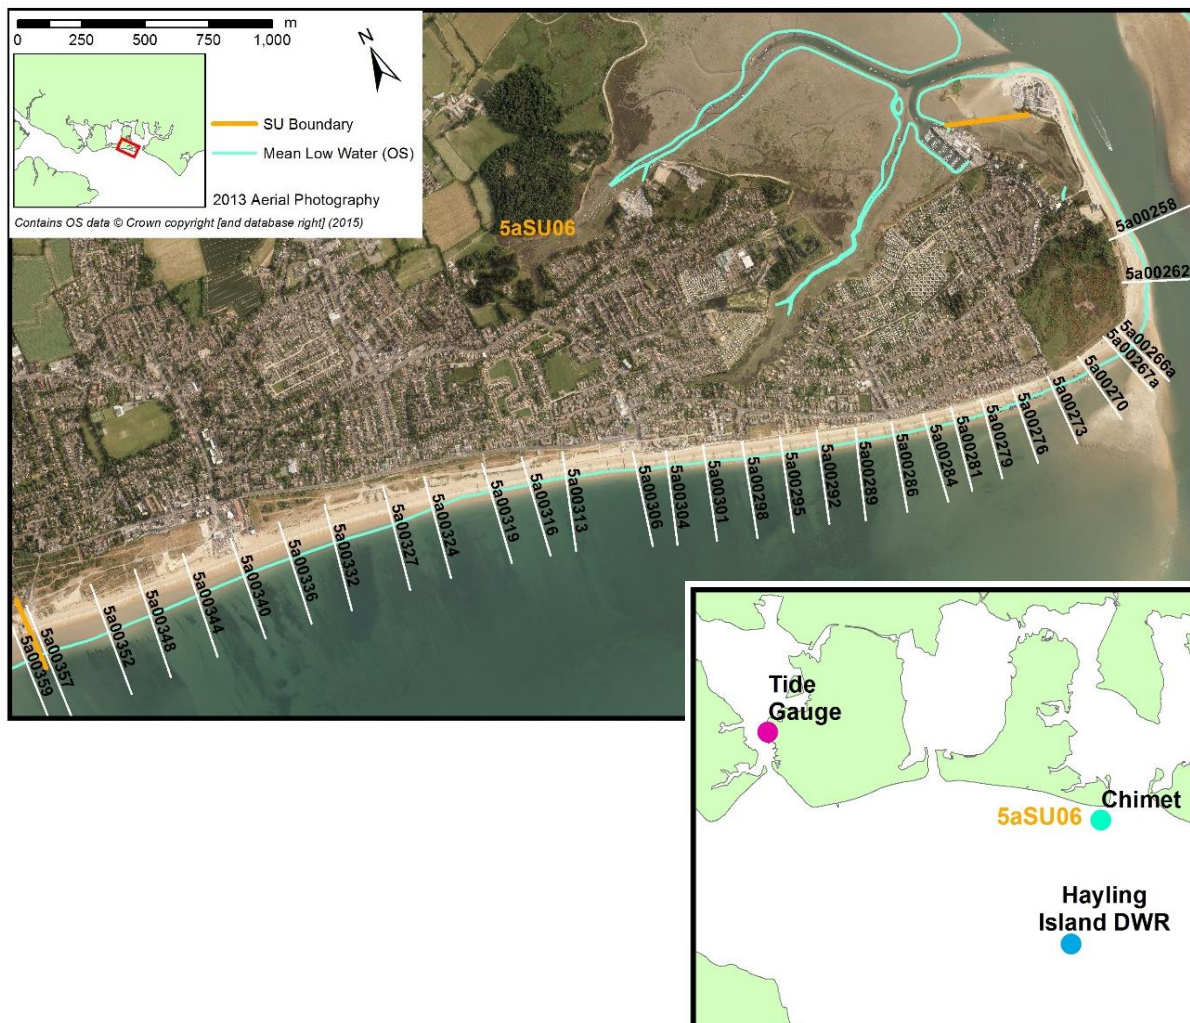 m
0 250 500 750 1,000
N
SU Boundary
Mean Low Water (OS)
2013 Aerial Photography
Contains OS data © Crown copyright [and database right] (2015)
5aSU06
5a00258
5a00262
5a00266a
5a00267a
5a00270
5a00273
5a00276
5a00279
5a00281
5a00284
5a00286
5a00289
5a00292
5a00295
5a00298
5a00301
5a00304
5a00306
5a00313
5a00316
5a00319
5a00324
5a00327
5a00332
5a00336
5a00340
5a00344
5a00348
5a00352
5a00357
5a00359
Tide
Gauge
Chimet
5aSU06
Hayling
Island DWR